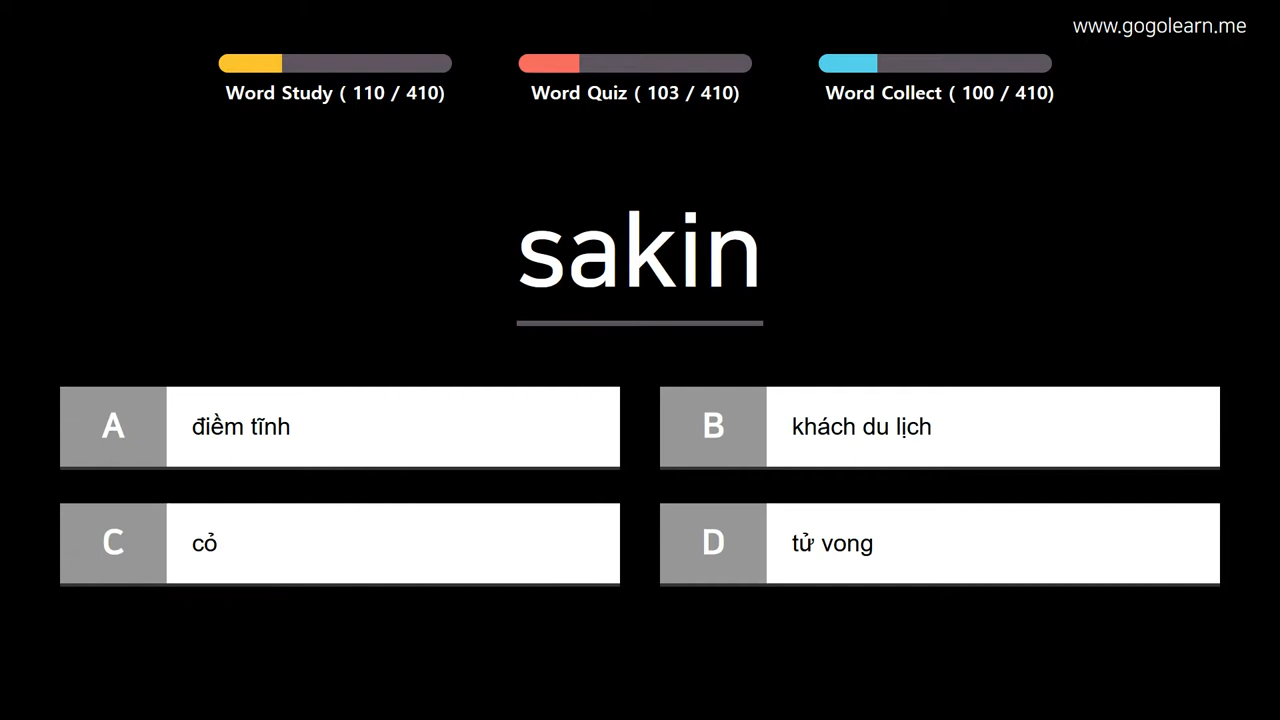 www.gogolearn.me
Word Study ( 110 / 410)
Word Quiz ( 103 / 410)
Word Collect ( 100 / 410)
sakin
A điềm tĩnh
B khách du lịch
C cỏ
D tử vong